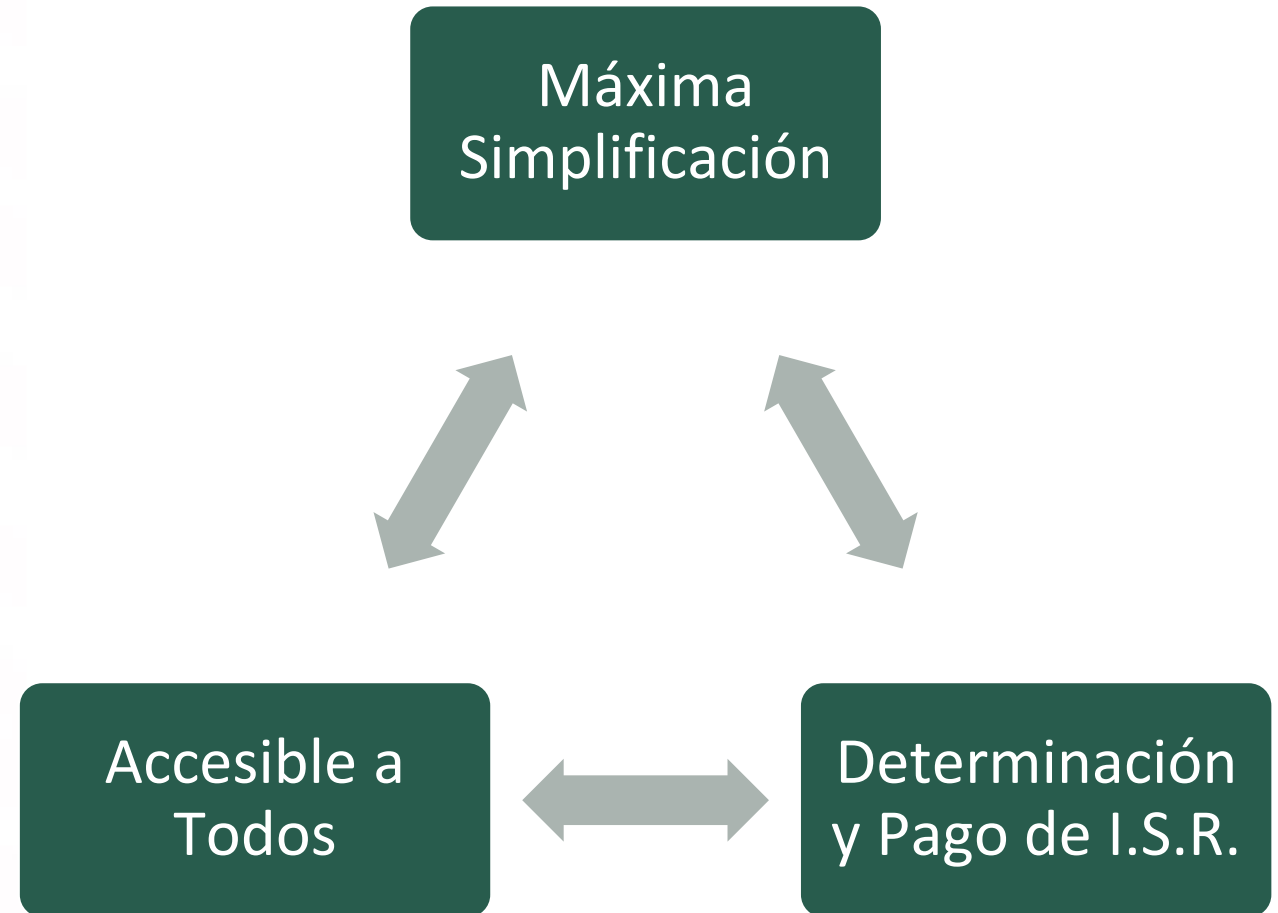 Máxima
Simplificación
Accesible a
Todos
Determinación
y Pago de I.S.R.